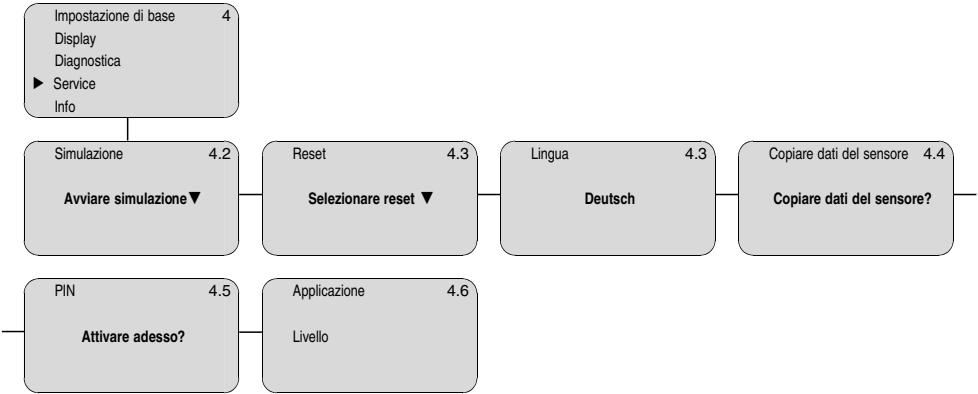 Impostazione di base 4
Display
Diagnostica
▶ Service
Info
Simulazione 4.2
Avviare simulazione▼
Reset 4.3
Selezionare reset ▼
Lingua 4.3
Deutsch
Copiare dati del sensore 4.4
Copiare dati del sensore?
PIN 4.5
Attivare adesso?
Applicazione 4.6
Livello